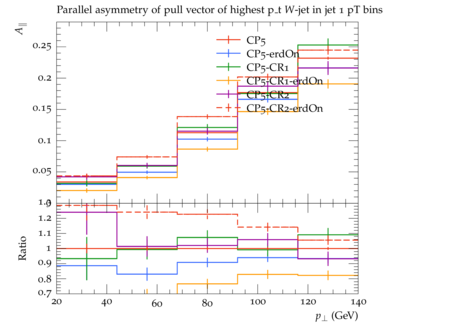 Parallel asymmetry of pull vector of highest p_t W-jet in jet 1 pT bins
A∥
0.25
0.2
0.15
0.1
0.05
CP5
CP5-erdOn
CP5-CR1
CP5-CR1-erdOn
CP5-CR2
CP5-CR2-erdOn
Ratio
1.3
1.2
1.1
1
0.9
0.8
0.7
20 40 60 80 100 120 140
p⊥ (GeV)